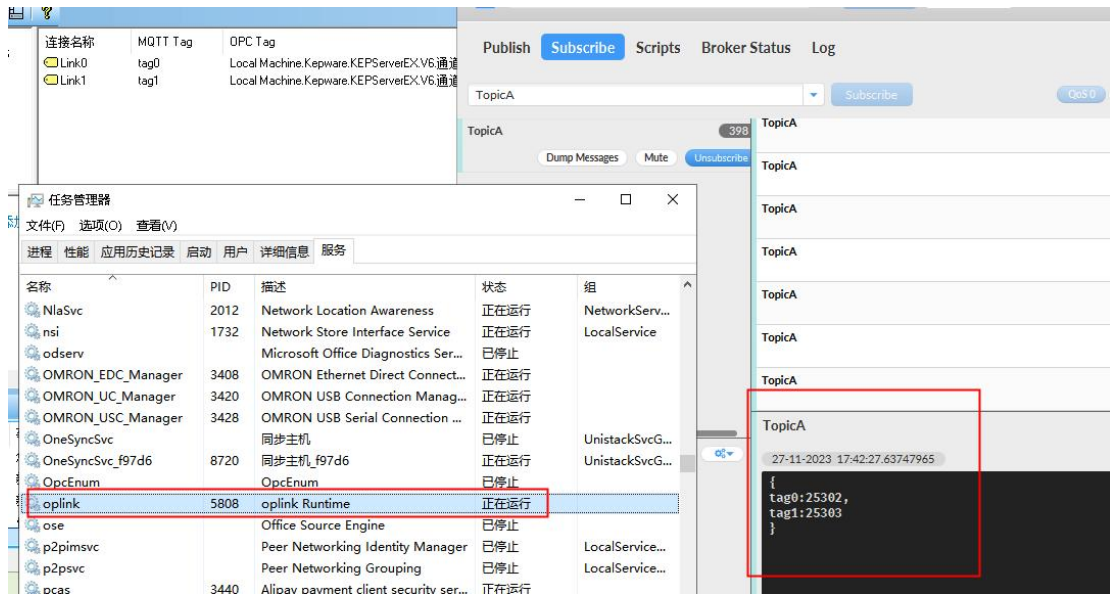 连接名称 MQTT Tag OPC Tag
Link0 tag0 Local Machine.Kepware.KEPServerEX.V6.通道
Link1 tag1 Local Machine.Kepware.KEPServerEX.V6.通道
Publish Subscribe Scripts Broker Status Log
TopicA Subscribe QoS 0
TopicA 398
Dump Messages Mute Unsubscribe
TopicA
TopicA
TopicA
TopicA
TopicA
TopicA
TopicA
TopicA
27-11-2023 17:42:27.63747965
{
tag0:25302,
tag1:25303
}
任务管理器
文件(F) 选项(O) 查看(V)
进程 性能 应用历史记录 启动 用户 详细信息 服务
名称 PID 描述 状态 组
NlaSvc 2012 Network Location Awareness 正在运行 NetworkServ...
nsi 1732 Network Store Interface Service 正在运行 LocalService
odserv Microsoft Office Diagnostics Ser... 已停止
OMRON_EDC_Manager 3408 OMRON Ethernet Direct Connect... 正在运行
OMRON_UC_Manager 3420 OMRON USB Connection Manag... 正在运行
OMRON_USC_Manager 3428 OMRON USB Serial Connection ... 正在运行
OneSyncSvc 同步主机 已停止 UnistackSvcG...
OneSyncSvc_f97d6 8720 同步主机_f97d6 正在运行 UnistackSvcG...
OpcEnum OpcEnum 已停止
oplink 5808 oplink Runtime 正在运行
ose Office Source Engine 已停止
p2pimsvc Peer Networking Identity Manager 已停止 LocalService...
p2psvc Peer Networking Grouping 已停止 LocalService...
pcas 3440 Alipay payment client security ser... 正在运行